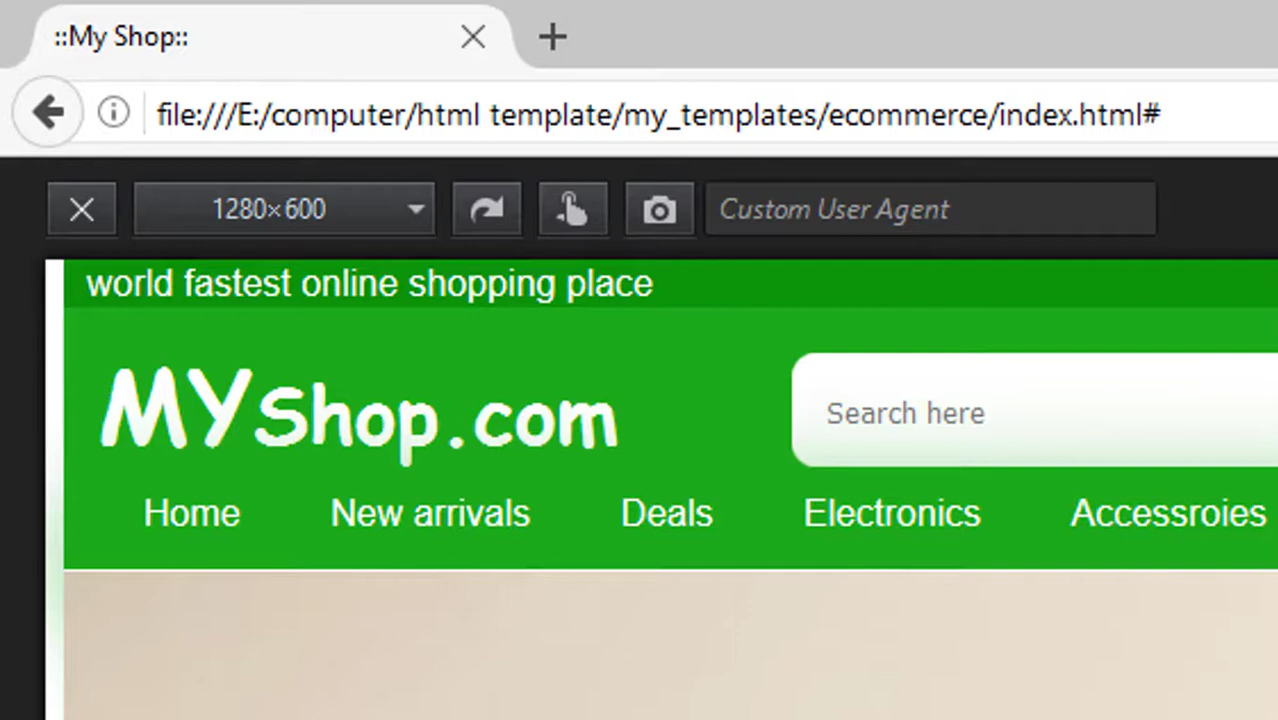 ::My Shop::
file:///E:/computer/html template/my_templates/ecommerce/index.html#
1280×600
Custom User Agent
world fastest online shopping place
MYShop.com
Search here
Home New arrivals Deals Electronics Accessroies